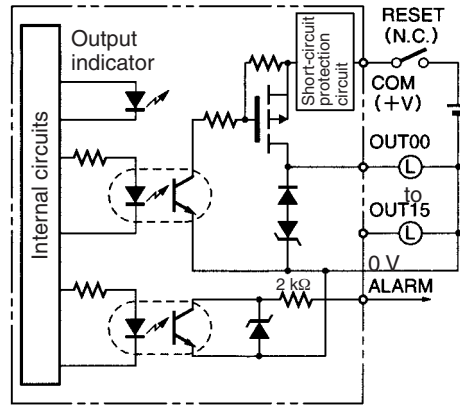 RESET
(N.C.)
Output
indicator
Short-circuit
protection
circuit
COM
(+V)
Internal circuits
OUT00
L
to
OUT15
L
0 V
2 kΩ
ALARM